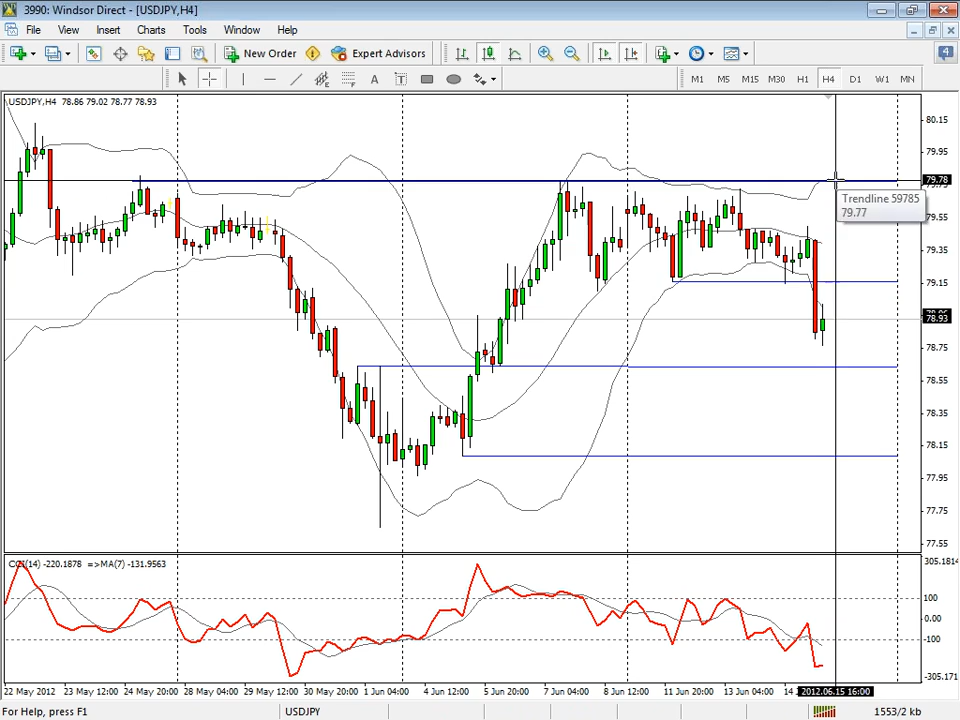 3990: Windsor Direct - [USDJPY,H4]
File View Insert Charts Tools Window Help
New Order Expert Advisors 4
A T M1 M5 M15 M30 H1 H4 D1 W1 MN
USDJPY,H4 78.86 79.02 78.77 78.93
80.15
79.95
79.78
Trendline 59785
79.77
79.55
79.35
79.15
78.93
78.75
78.55
78.35
78.15
77.95
77.75
77.55
CCI(14) -220.1878 =>MA(7) -131.9563
305.1814
100
0.00
-100
-305.171
22 May 2012 23 May 12:00 24 May 20:00 28 May 04:00 29 May 12:00 30 May 20:00 1 Jun 04:00 4 Jun 12:00 5 Jun 20:00 7 Jun 04:00 8 Jun 12:00 11 Jun 20:00 13 Jun 04:00 14 2012.06.15 16:00
For Help, press F1 USDJPY 1553/2 kb